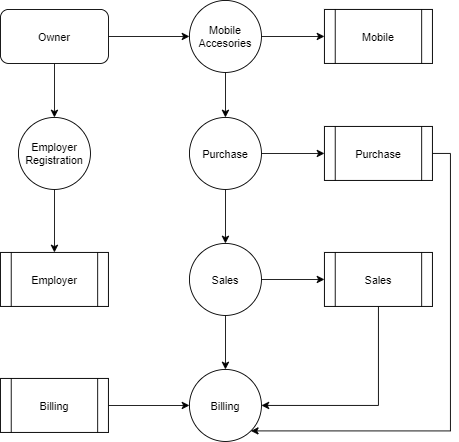 Owner
Mobile
Accesories
Mobile
Employer
Registration
Purchase
Purchase
Employer
Sales
Sales
Billing
Billing